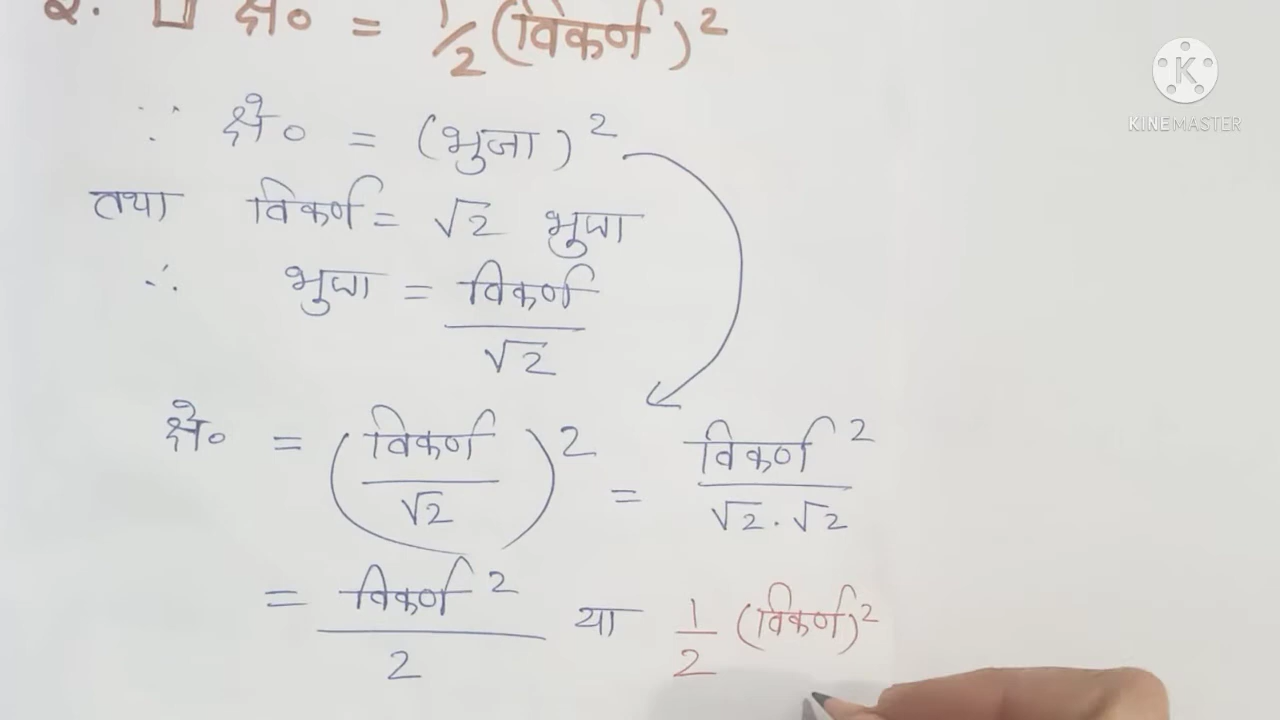 2. □ क्षे० = 1/2 (विकर्ण)²
∵ क्षे० = (भुजा)²
तथा विकर्ण = √2 भुजा
∴ भुजा = विकर्ण/√2
क्षे० = (विकर्ण/√2)² = विकर्ण²/√2.√2
= विकर्ण²/2 या 1/2 (विकर्ण)²
KINEMASTER